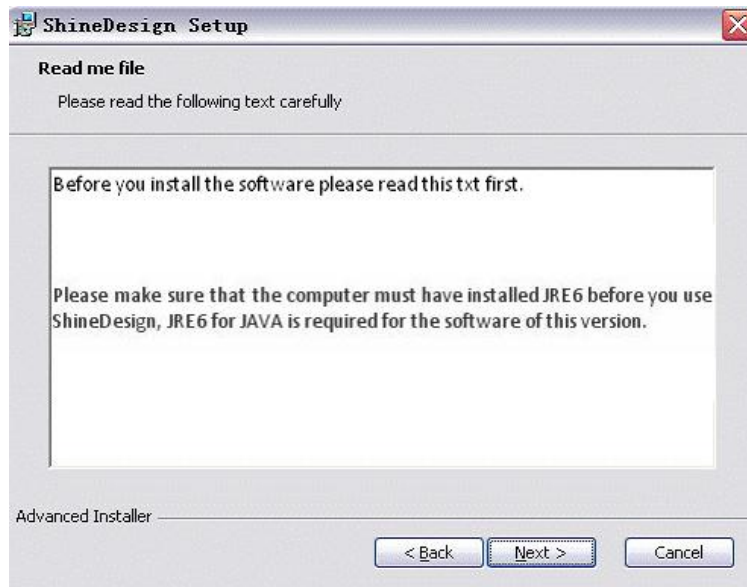 ShineDesign Setup
Read me file
Please read the following text carefully
Before you install the software please read this txt first.
Please make sure that the computer must have installed JRE6 before you use
ShineDesign, JRE6 for JAVA is required for the software of this version.
Advanced Installer
< Back Next > Cancel